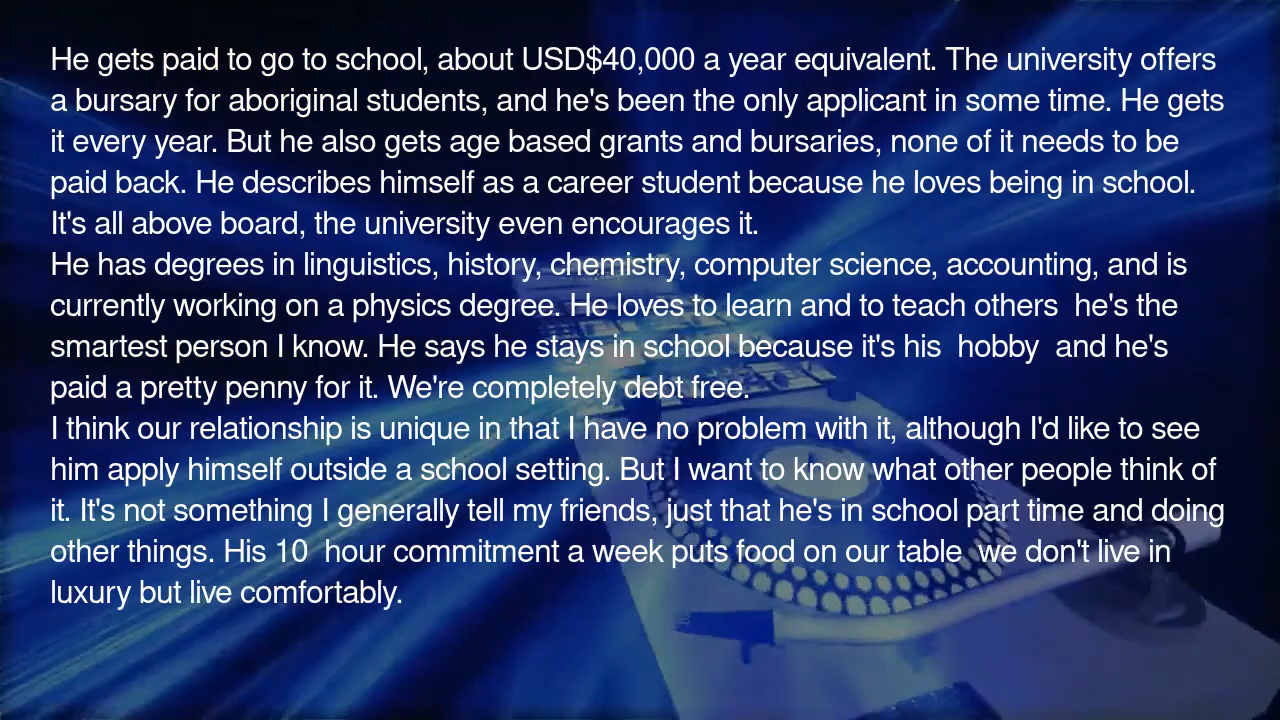 He gets paid to go to school, about USD$40,000 a year equivalent. The university offers
a bursary for aboriginal students, and he's been the only applicant in some time. He gets
it every year. But he also gets age based grants and bursaries, none of it needs to be
paid back. He describes himself as a career student because he loves being in school.
It's all above board, the university even encourages it.
He has degrees in linguistics, history, chemistry, computer science, accounting, and is
currently working on a physics degree. He loves to learn and to teach others  he's the
smartest person I know. He says he stays in school because it's his  hobby  and he's
paid a pretty penny for it. We're completely debt free.
I think our relationship is unique in that I have no problem with it, although I'd like to see
him apply himself outside a school setting. But I want to know what other people think of
it. It's not something I generally tell my friends, just that he's in school part time and doing
other things. His 10  hour commitment a week puts food on our table  we don't live in
luxury but live comfortably.